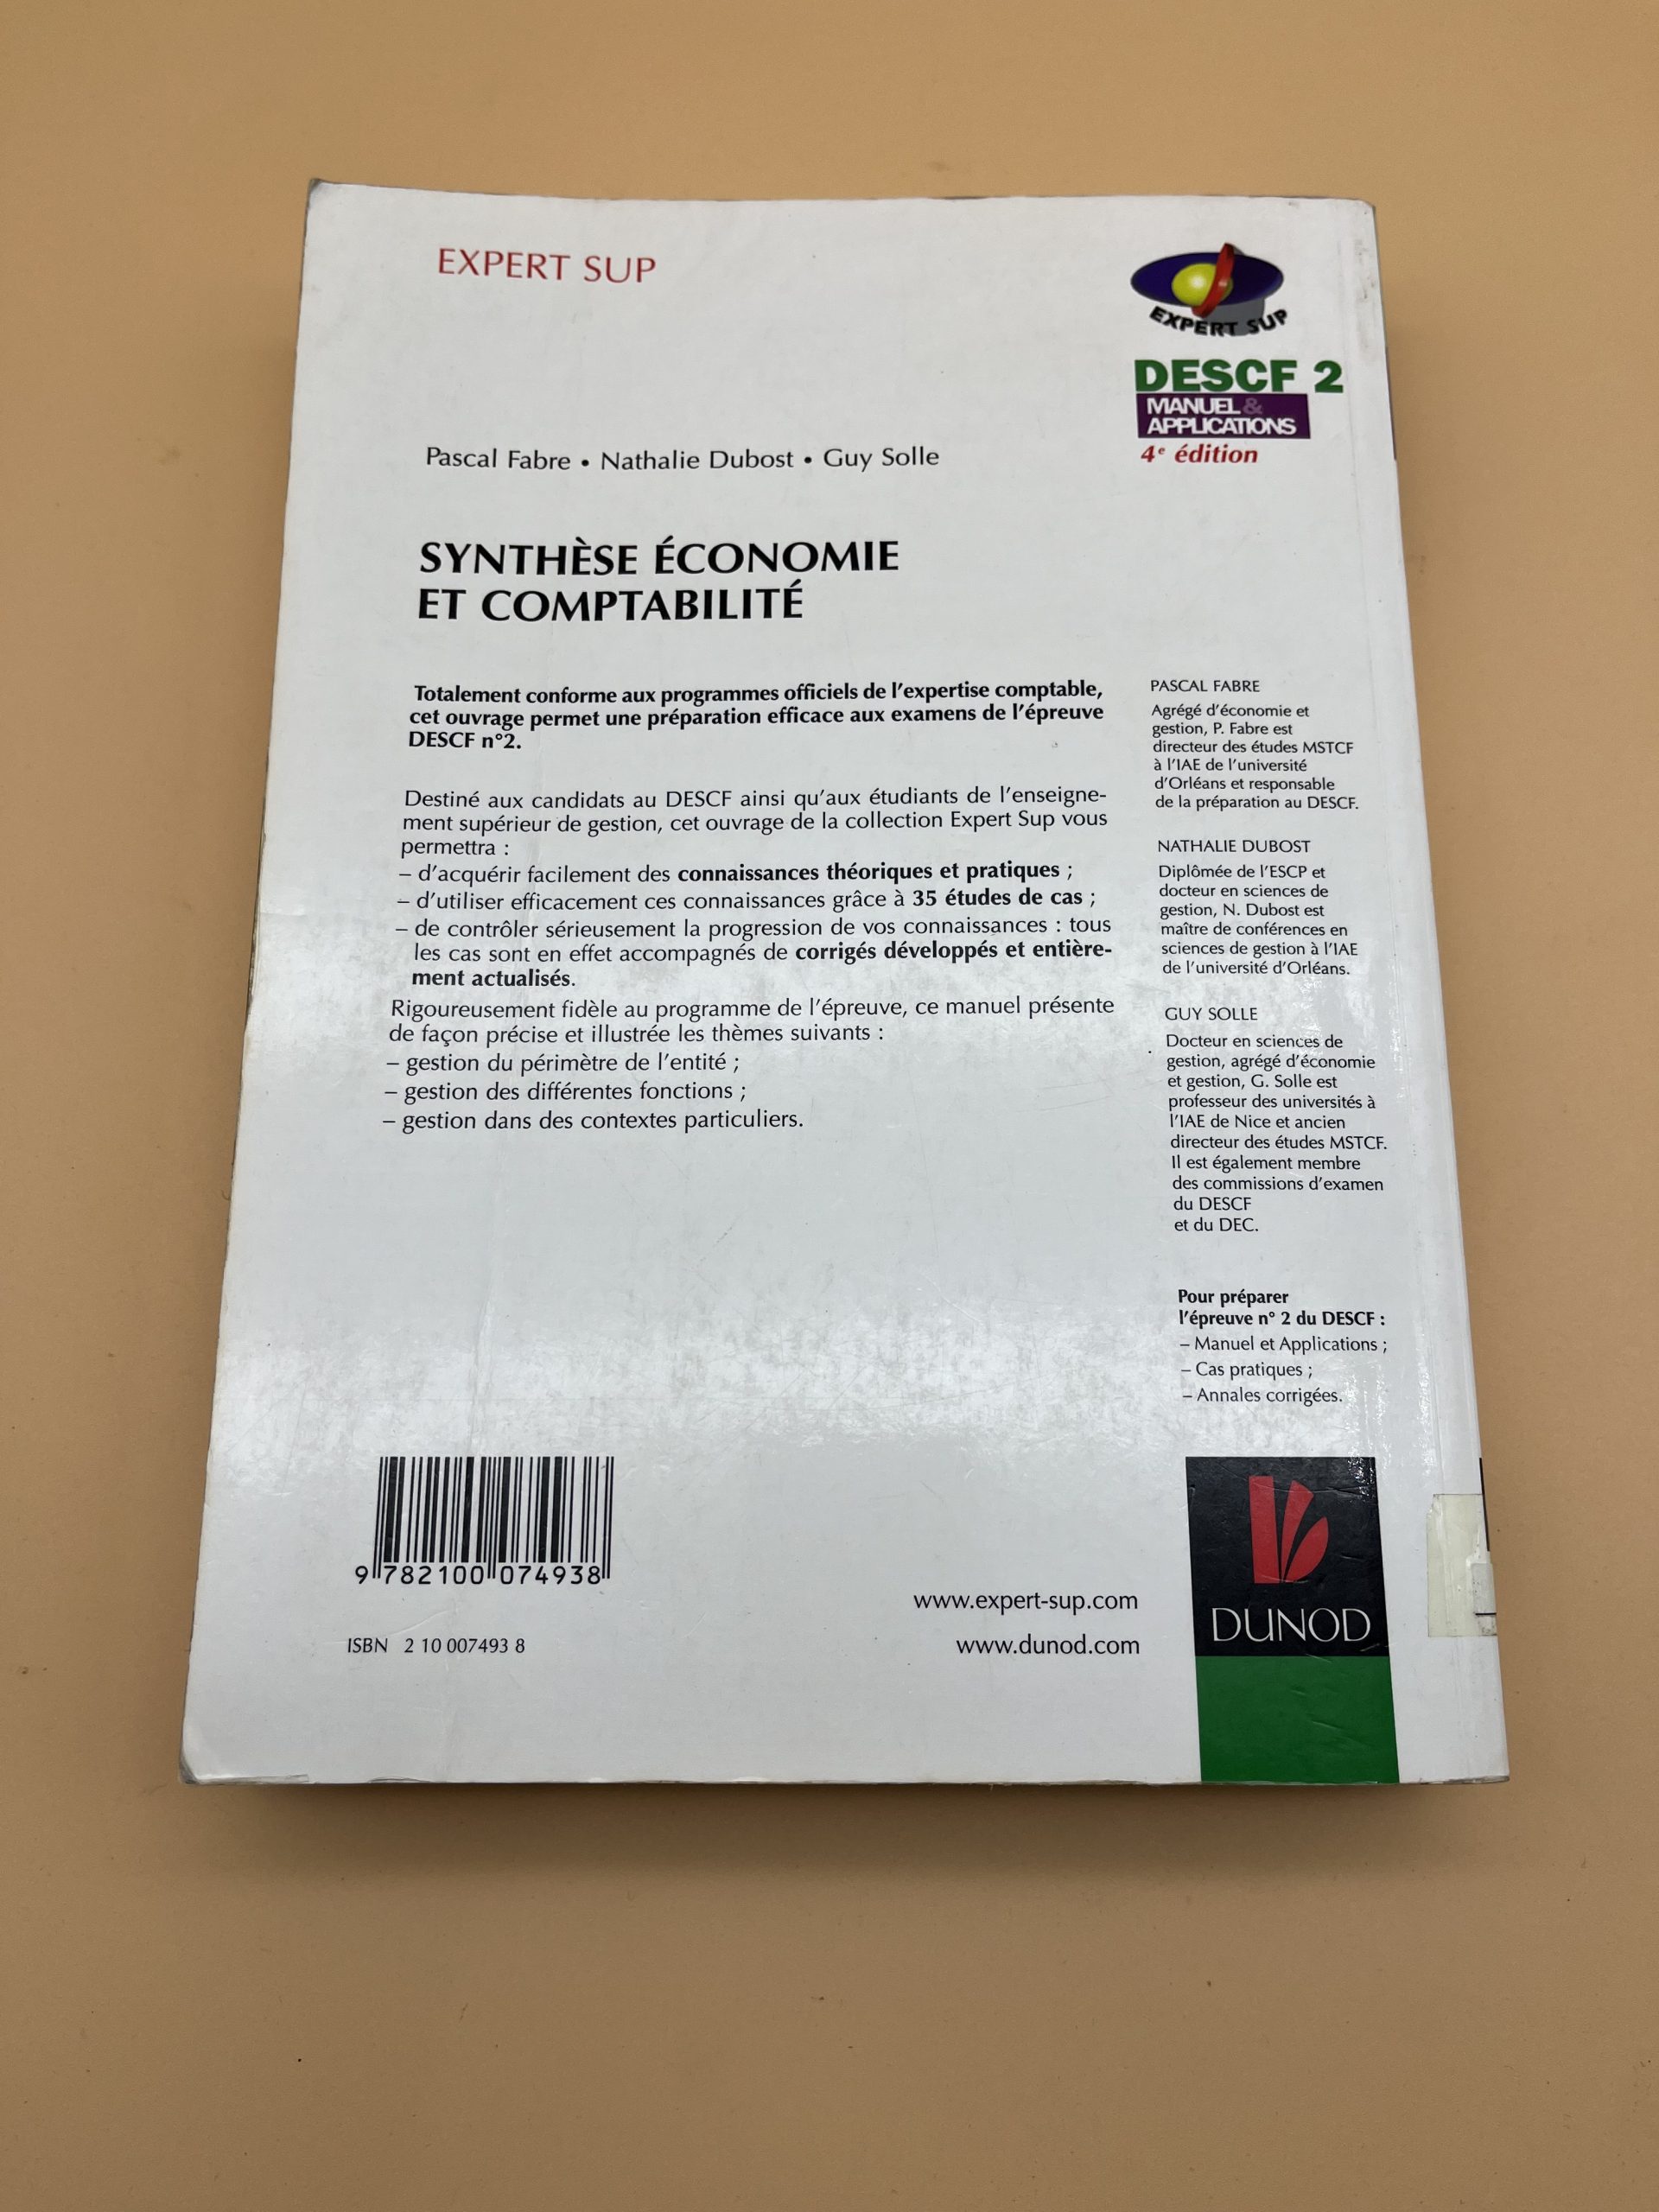 EXPERT SUP
EXPERT SUP
DESCF 2
MANUEL &
APPLICATIONS
4e édition
Pascal Fabre • Nathalie Dubost • Guy Solle
SYNTHÈSE ÉCONOMIE
ET COMPTABILITÉ
Totalement conforme aux programmes officiels de l'expertise comptable,
cet ouvrage permet une préparation efficace aux examens de l'épreuve
DESCF n°2.
Destiné aux candidats au DESCF ainsi qu'aux étudiants de l'enseigne-
ment supérieur de gestion, cet ouvrage de la collection Expert Sup vous
permettra :
– d'acquérir facilement des connaissances théoriques et pratiques ;
– d'utiliser efficacement ces connaissances grâce à 35 études de cas ;
– de contrôler sérieusement la progression de vos connaissances : tous
les cas sont en effet accompagnés de corrigés développés et entière-
ment actualisés.
Rigoureusement fidèle au programme de l'épreuve, ce manuel présente
de façon précise et illustrée les thèmes suivants :
– gestion du périmètre de l'entité ;
– gestion des différentes fonctions ;
– gestion dans des contextes particuliers.
PASCAL FABRE
Agrégé d'économie et
gestion, P. Fabre est
directeur des études MSTCF
à l'IAE de l'université
d'Orléans et responsable
de la préparation au DESCF.
NATHALIE DUBOST
Diplômée de l'ESCP et
docteur en sciences de
gestion, N. Dubost est
maître de conférences en
sciences de gestion à l'IAE
de l'université d'Orléans.
GUY SOLLE
Docteur en sciences de
gestion, agrégé d'économie
et gestion, G. Solle est
professeur des universités à
l'IAE de Nice et ancien
directeur des études MSTCF.
Il est également membre
des commissions d'examen
du DESCF
et du DEC.
Pour préparer
l'épreuve n° 2 du DESCF :
– Manuel et Applications ;
– Cas pratiques ;
– Annales corrigées.
9 782100 074938
ISBN 2 10 007493 8
www.expert-sup.com
www.dunod.com
DUNOD